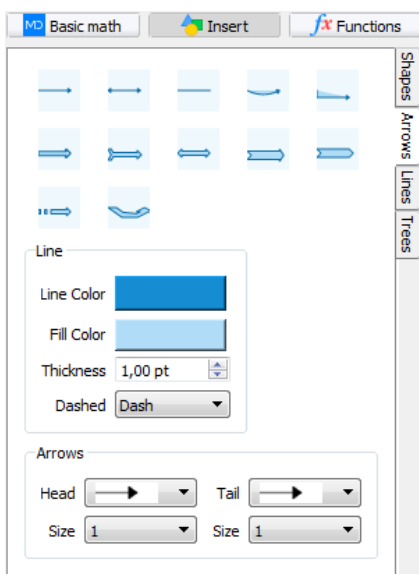 MD Basic math Insert fx Functions
Shapes
Arrows
Lines
Trees
Line
Line Color
Fill Color
Thickness 1,00 pt
Dashed Dash
Arrows
Head Tail
Size 1 Size 1